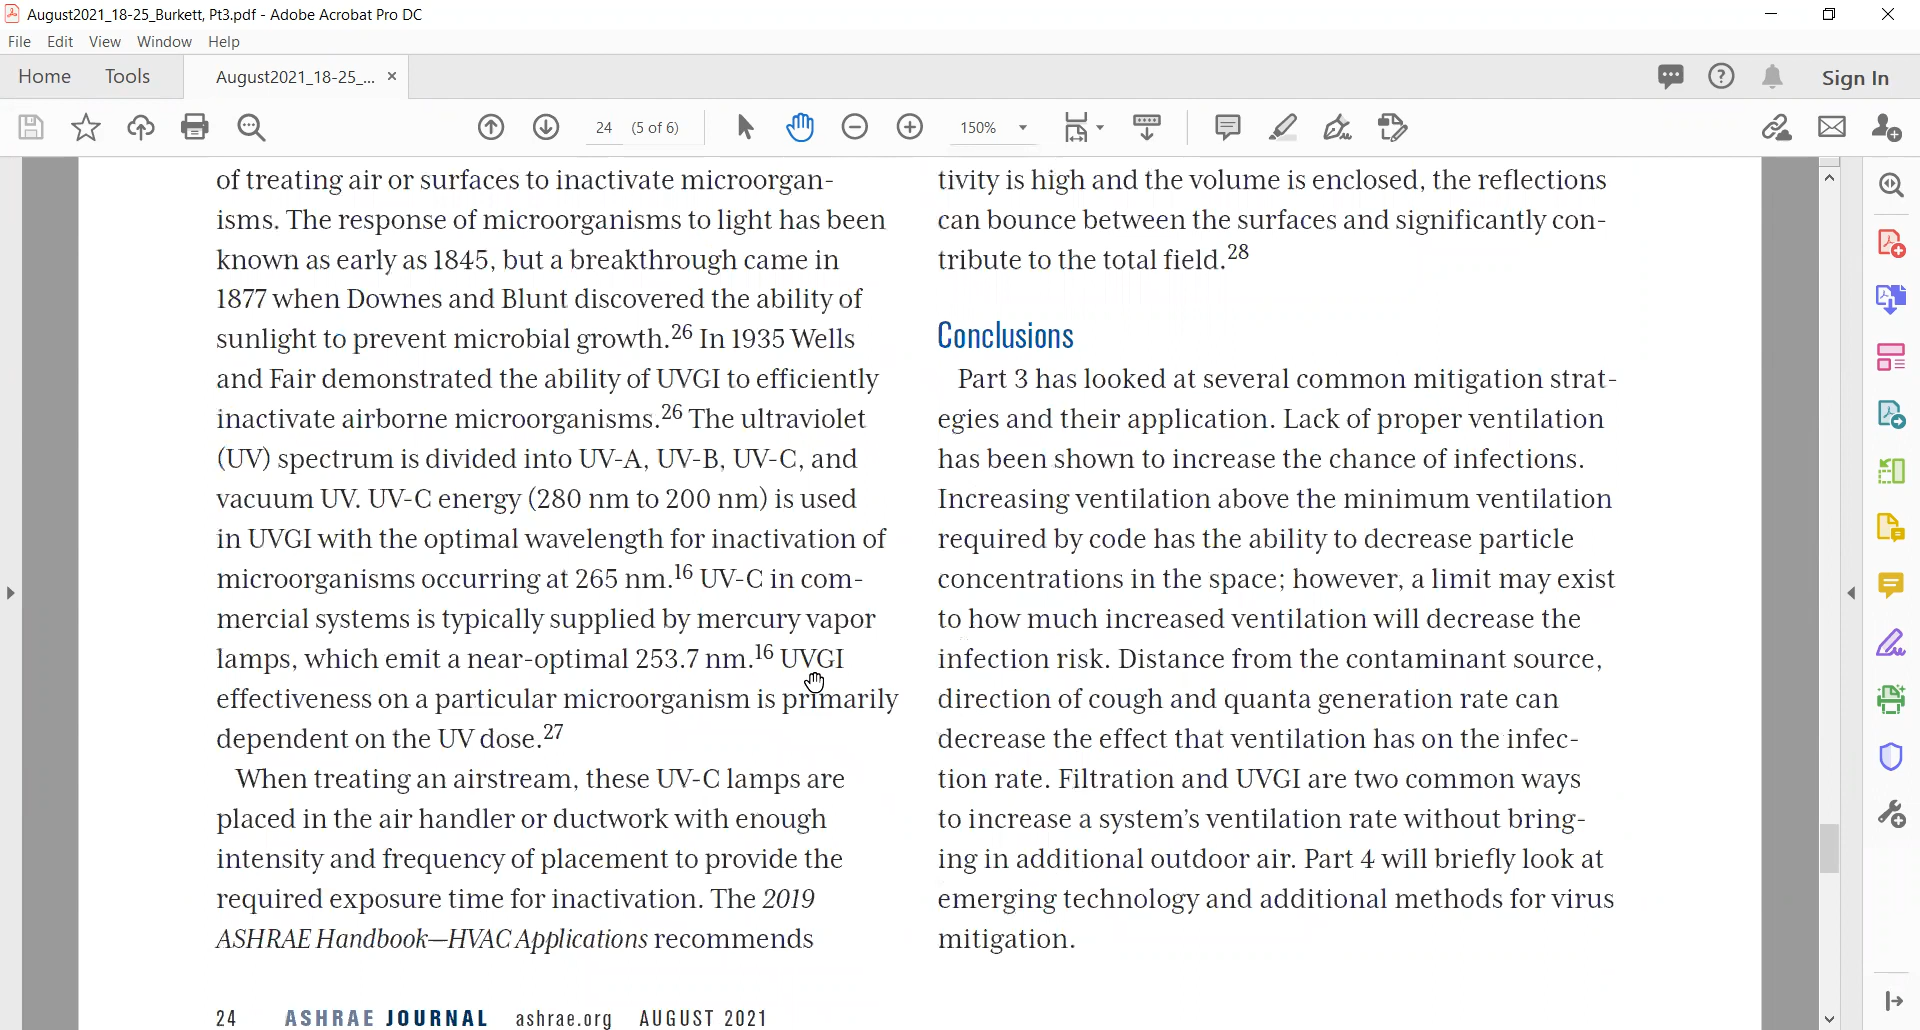 August2021_18-25_Burkett, Pt3.pdf - Adobe Acrobat Pro DC
File Edit View Window Help
Home Tools August2021_18-25_... × Sign In
24 (5 of 6) 150%
of treating air or surfaces to inactivate microorgan-
isms. The response of microorganisms to light has been
known as early as 1845, but a breakthrough came in
1877 when Downes and Blunt discovered the ability of
sunlight to prevent microbial growth.26 In 1935 Wells
and Fair demonstrated the ability of UVGI to efficiently
inactivate airborne microorganisms.26 The ultraviolet
(UV) spectrum is divided into UV-A, UV-B, UV-C, and
vacuum UV. UV-C energy (280 nm to 200 nm) is used
in UVGI with the optimal wavelength for inactivation of
microorganisms occurring at 265 nm.16 UV-C in com-
mercial systems is typically supplied by mercury vapor
lamps, which emit a near-optimal 253.7 nm.16 UVGI
effectiveness on a particular microorganism is primarily
dependent on the UV dose.27
When treating an airstream, these UV-C lamps are
placed in the air handler or ductwork with enough
intensity and frequency of placement to provide the
required exposure time for inactivation. The 2019
ASHRAE Handbook—HVAC Applications recommends
tivity is high and the volume is enclosed, the reflections
can bounce between the surfaces and significantly con-
tribute to the total field.28
Conclusions
Part 3 has looked at several common mitigation strat-
egies and their application. Lack of proper ventilation
has been shown to increase the chance of infections.
Increasing ventilation above the minimum ventilation
required by code has the ability to decrease particle
concentrations in the space; however, a limit may exist
to how much increased ventilation will decrease the
infection risk. Distance from the contaminant source,
direction of cough and quanta generation rate can
decrease the effect that ventilation has on the infec-
tion rate. Filtration and UVGI are two common ways
to increase a system's ventilation rate without bring-
ing in additional outdoor air. Part 4 will briefly look at
emerging technology and additional methods for virus
mitigation.
24 ASHRAE JOURNAL ashrae.org AUGUST 2021